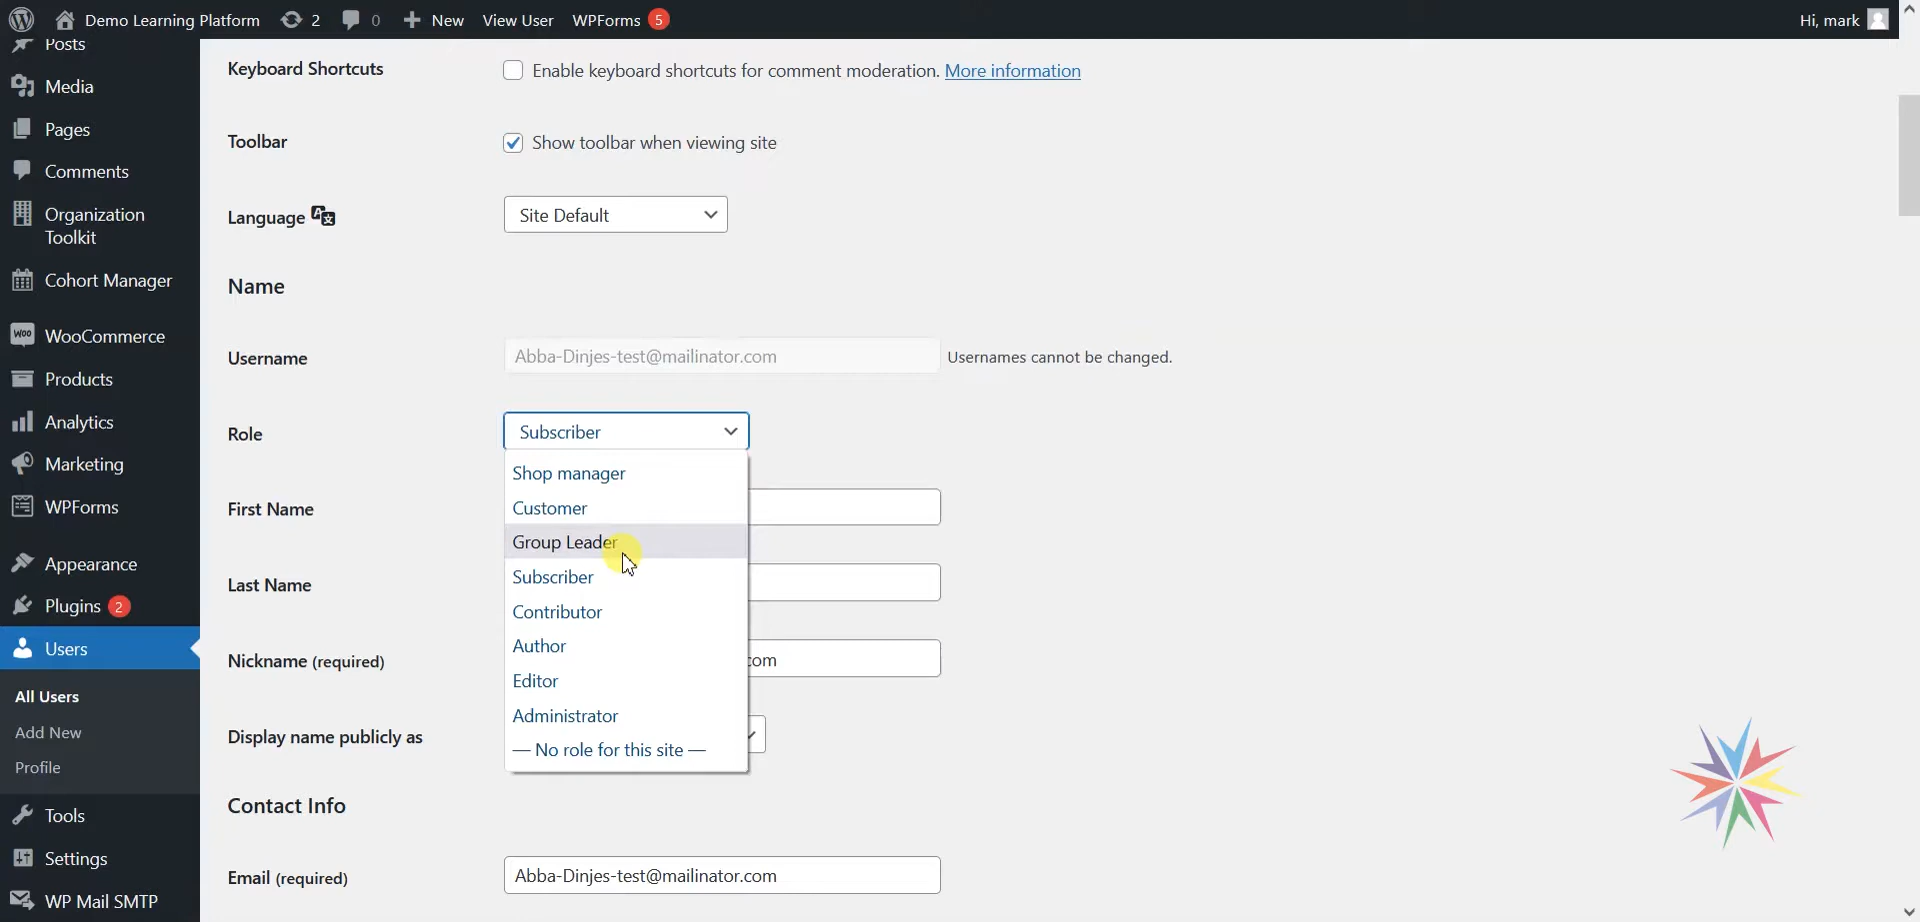 Demo Learning Platform 2 0 New View User WPForms 5 Hi, mark
Posts
Media
Pages
Comments
Organization
Toolkit
Cohort Manager
WOO WooCommerce
Products
Analytics
Marketing
WPForms
Appearance
Plugins 2
Users
All Users
Add New
Profile
Tools
Settings
WP Mail SMTP
Keyboard Shortcuts
Enable keyboard shortcuts for comment moderation. More information
Toolbar
Show toolbar when viewing site
Language
Site Default
Name
Username
Abba-Dinjes-test@mailinator.com Usernames cannot be changed.
Role
Subscriber
Shop manager
Customer
Group Leader
Subscriber
Contributor
Author
Editor
Administrator
— No role for this site —
First Name
Last Name
Nickname (required)
com
Display name publicly as
Contact Info
Email (required)
Abba-Dinjes-test@mailinator.com